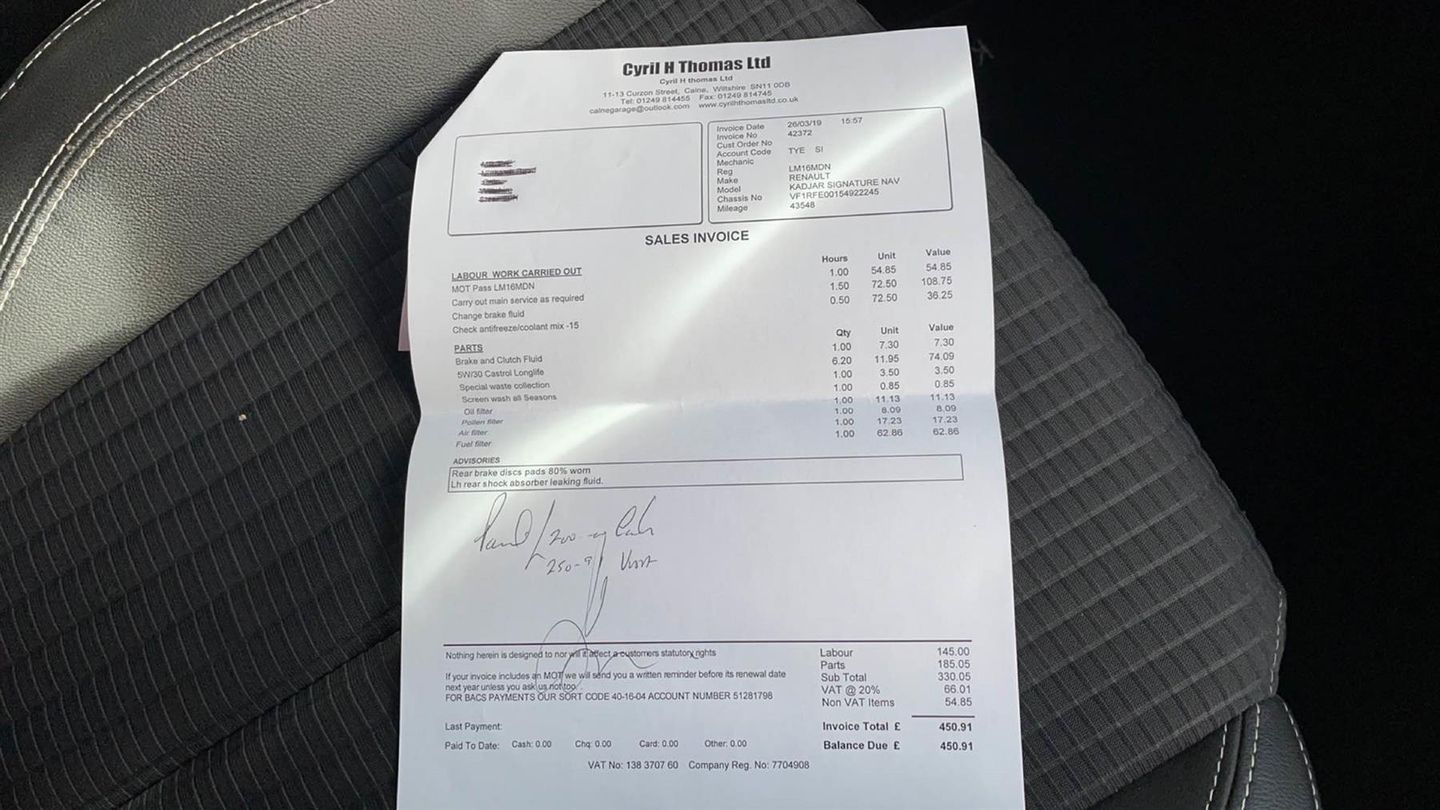 Cyril H Thomas Ltd
Cyril H thomas Ltd
11-13 Curzon Street, Calne, Wiltshire SN11 0DB
Tel: 01249 814455 Fax: 01249 814745
calnegarage@outlook.com www.cyrilhthomasltd.co.uk
Invoice Date 26/03/19 15:57
Invoice No 42372
Cust Order No
Account Code TYE SI
Mechanic
Reg LM16MDN
Make RENAULT
Model KADJAR SIGNATURE NAV
Chassis No VF1RFE00154922245
Mileage 43548
SALES INVOICE
LABOUR WORK CARRIED OUT Hours Unit Value
MOT Pass LM16MDN 1.00 54.85 54.85
Carry out main service as required 1.50 72.50 108.75
Change brake fluid 0.50 72.50 36.25
Check antifreeze/coolant mix -15
PARTS Qty Unit Value
Brake and Clutch Fluid 1.00 7.30 7.30
5W/30 Castrol Longlife 6.20 11.95 74.09
Special waste collection 1.00 3.50 3.50
Screen wash all Seasons 1.00 0.85 0.85
Oil filter 1.00 11.13 11.13
Pollen filter 1.00 8.09 8.09
Air filter 1.00 17.23 17.23
Fuel filter 1.00 62.86 62.86
ADVISORIES
Rear brake discs pads 80% worn
Lh rear shock absorber leaking fluid.
200
250-9
Nothing herein is designed to nor will it affect a customers statutory rights
If your invoice includes an MOT we will send you a written reminder before its renewal date
next year unless you ask us not too
FOR BACS PAYMENTS OUR SORT CODE 40-16-04 ACCOUNT NUMBER 51281798
Labour 145.00
Parts 185.05
Sub Total 330.05
VAT @ 20% 66.01
Non VAT Items 54.85
Last Payment: Invoice Total £ 450.91
Paid To Date: Cash: 0.00 Chq: 0.00 Card: 0.00 Other: 0.00 Balance Due £ 450.91
VAT No: 138 3707 60 Company Reg. No: 7704908